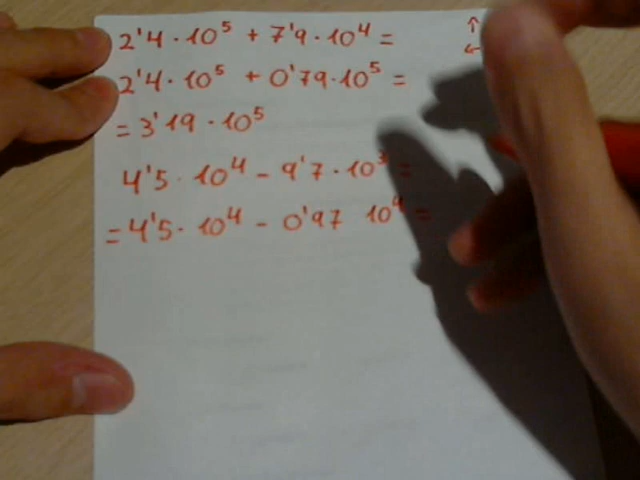 2'4 · 10⁵ + 7'9 · 10⁴ =
2'4 · 10⁵ + 0'79 · 10⁵ =
= 3'19 · 10⁵
4'5 · 10⁴ - 9'7 · 10³ =
= 4'5 · 10⁴ - 0'97 10⁴ =
↑
←